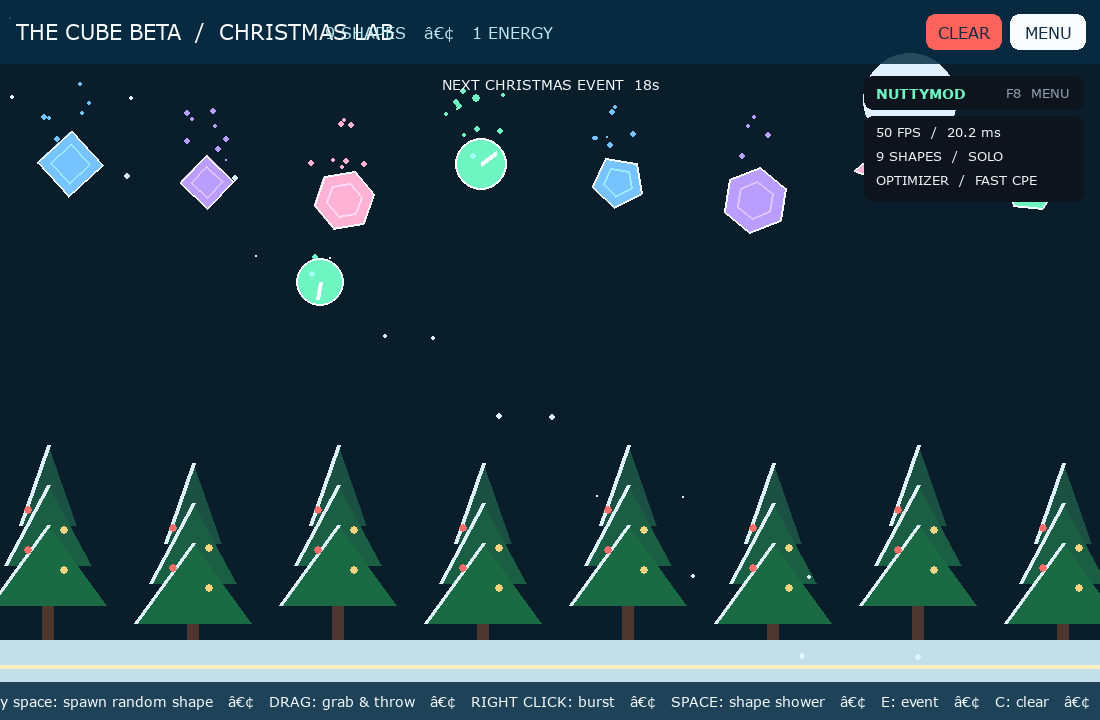 THE CUBE BETA / CHRISTMAS LAB 9 SHAPES â€¢ 1 ENERGY CLEAR MENU
NEXT CHRISTMAS EVENT 18s
NUTTYMOD F8 MENU
50 FPS / 20.2 ms
9 SHAPES / SOLO
OPTIMIZER / FAST CPE
y space: spawn random shape â€¢ DRAG: grab & throw â€¢ RIGHT CLICK: burst â€¢ SPACE: shape shower â€¢ E: event â€¢ C: clear â€¢